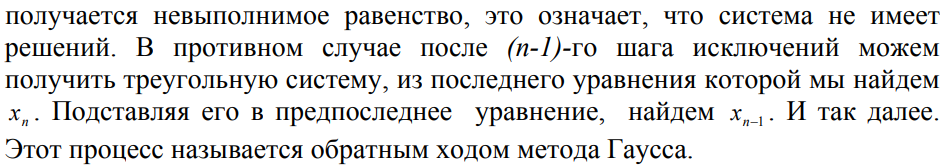 получается невыполнимое равенство, это означает, что система не имеет
решений. В противном случае после (n-1)-го шага исключений можем
получить треугольную систему, из последнего уравнения которой мы найдем
xₙ. Подставляя его в предпоследнее уравнение, найдем xₙ₋₁. И так далее.
Этот процесс называется обратным ходом метода Гаусса.